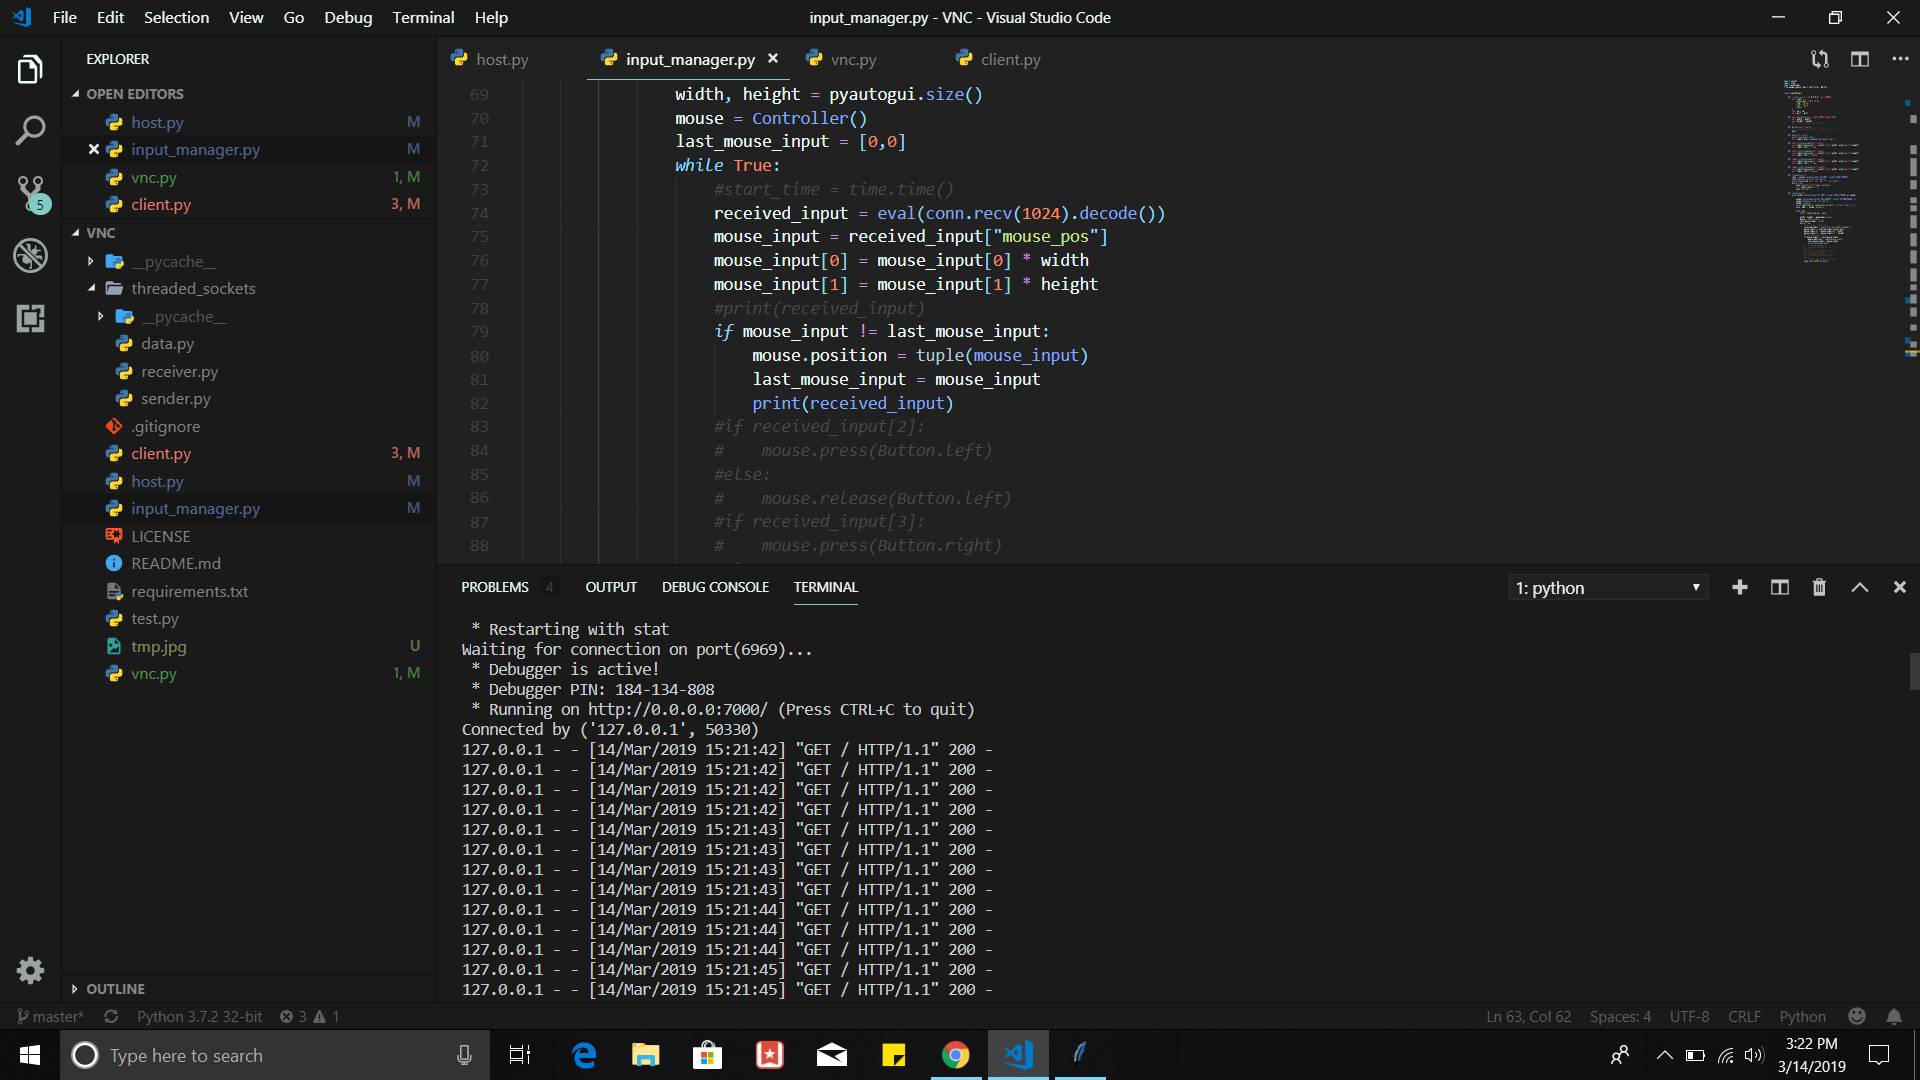 File Edit Selection View Go Debug Terminal Help
input_manager.py - VNC - Visual Studio Code
EXPLORER
OPEN EDITORS
host.py M
input_manager.py M
vnc.py 1, M
client.py 3, M
5
VNC
__pycache__
threaded_sockets
__pycache__
data.py
receiver.py
sender.py
.gitignore
client.py 3, M
host.py M
input_manager.py M
LICENSE
README.md
requirements.txt
test.py
tmp.jpg U
vnc.py 1, M
OUTLINE
host.py input_manager.py vnc.py client.py
69 width, height = pyautogui.size()
70 mouse = Controller()
71 last_mouse_input = [0,0]
72 while True:
73 #start_time = time.time()
74 received_input = eval(conn.recv(1024).decode())
75 mouse_input = received_input["mouse_pos"]
76 mouse_input[0] = mouse_input[0] * width
77 mouse_input[1] = mouse_input[1] * height
78 #print(received_input)
79 if mouse_input != last_mouse_input:
80 mouse.position = tuple(mouse_input)
81 last_mouse_input = mouse_input
82 print(received_input)
83 #if received_input[2]:
84 # mouse.press(Button.left)
85 #else:
86 # mouse.release(Button.left)
87 #if received_input[3]:
88 # mouse.press(Button.right)
PROBLEMS 4 OUTPUT DEBUG CONSOLE TERMINAL
1: python
* Restarting with stat
Waiting for connection on port(6969)...
* Debugger is active!
* Debugger PIN: 184-134-808
* Running on http://0.0.0.0:7000/ (Press CTRL+C to quit)
Connected by ('127.0.0.1', 50330)
127.0.0.1 - - [14/Mar/2019 15:21:42] "GET / HTTP/1.1" 200 -
127.0.0.1 - - [14/Mar/2019 15:21:42] "GET / HTTP/1.1" 200 -
127.0.0.1 - - [14/Mar/2019 15:21:42] "GET / HTTP/1.1" 200 -
127.0.0.1 - - [14/Mar/2019 15:21:42] "GET / HTTP/1.1" 200 -
127.0.0.1 - - [14/Mar/2019 15:21:43] "GET / HTTP/1.1" 200 -
127.0.0.1 - - [14/Mar/2019 15:21:43] "GET / HTTP/1.1" 200 -
127.0.0.1 - - [14/Mar/2019 15:21:43] "GET / HTTP/1.1" 200 -
127.0.0.1 - - [14/Mar/2019 15:21:43] "GET / HTTP/1.1" 200 -
127.0.0.1 - - [14/Mar/2019 15:21:44] "GET / HTTP/1.1" 200 -
127.0.0.1 - - [14/Mar/2019 15:21:44] "GET / HTTP/1.1" 200 -
127.0.0.1 - - [14/Mar/2019 15:21:44] "GET / HTTP/1.1" 200 -
127.0.0.1 - - [14/Mar/2019 15:21:45] "GET / HTTP/1.1" 200 -
127.0.0.1 - - [14/Mar/2019 15:21:45] "GET / HTTP/1.1" 200 -
master* Python 3.7.2 32-bit 3 1
Ln 63, Col 62 Spaces: 4 UTF-8 CRLF Python
Type here to search
3:22 PM
3/14/2019